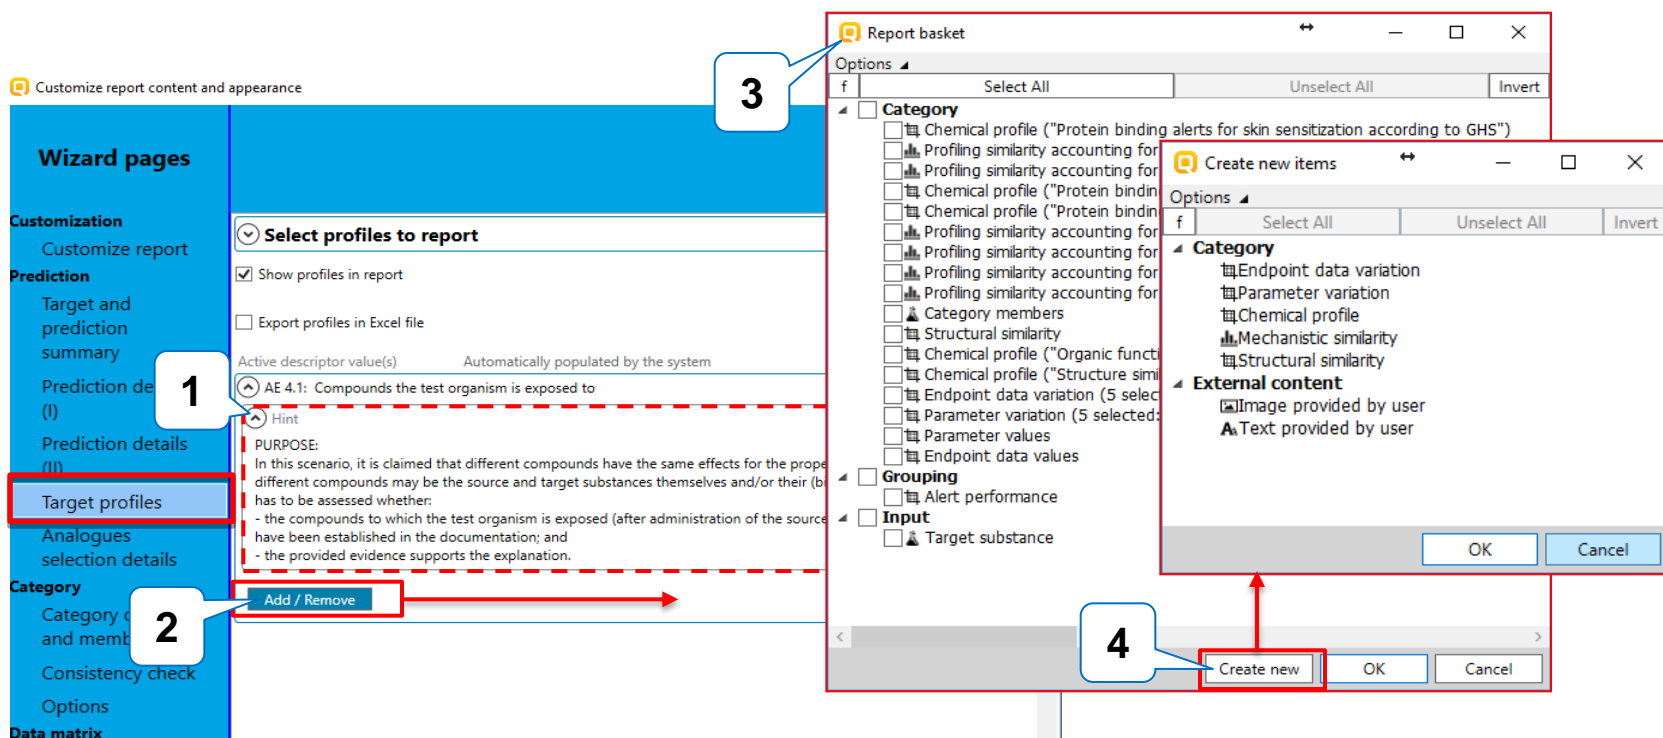 Customize report content and appearance
Wizard pages
Customization
Customize report
Prediction
Target and
prediction
summary
Prediction de
(I)
Prediction details
(II)
Target profiles
Analogues
selection details
Category
Category
and memb
Consistency check
Options
Data matrix
Select profiles to report
Show profiles in report
Export profiles in Excel file
Active descriptor value(s) Automatically populated by the system
AE 4.1: Compounds the test organism is exposed to
Hint
PURPOSE:
In this scenario, it is claimed that different compounds have the same effects for the prope
different compounds may be the source and target substances themselves and/or their (bi
has to be assessed whether:
- the compounds to which the test organism is exposed (after administration of the source
have been established in the documentation; and
- the provided evidence supports the explanation.
Add / Remove
1
2
3
4
Report basket
Options
f Select All Unselect All Invert
Category
Chemical profile ("Protein binding alerts for skin sensitization according to GHS")
Profiling similarity accounting for
Profiling similarity accounting for
Chemical profile ("Protein bindin
Chemical profile ("Protein bindin
Profiling similarity accounting for
Profiling similarity accounting for
Profiling similarity accounting for
Profiling similarity accounting for
Category members
Structural similarity
Chemical profile ("Organic functi
Chemical profile ("Structure simi
Endpoint data variation (5 selec
Parameter variation (5 selected:
Parameter values
Endpoint data values
Grouping
Alert performance
Input
Target substance
Create new OK Cancel
Create new items
Options
f Select All Unselect All Invert
Category
Endpoint data variation
Parameter variation
Chemical profile
Mechanistic similarity
Structural similarity
External content
Image provided by user
Text provided by user
OK Cancel